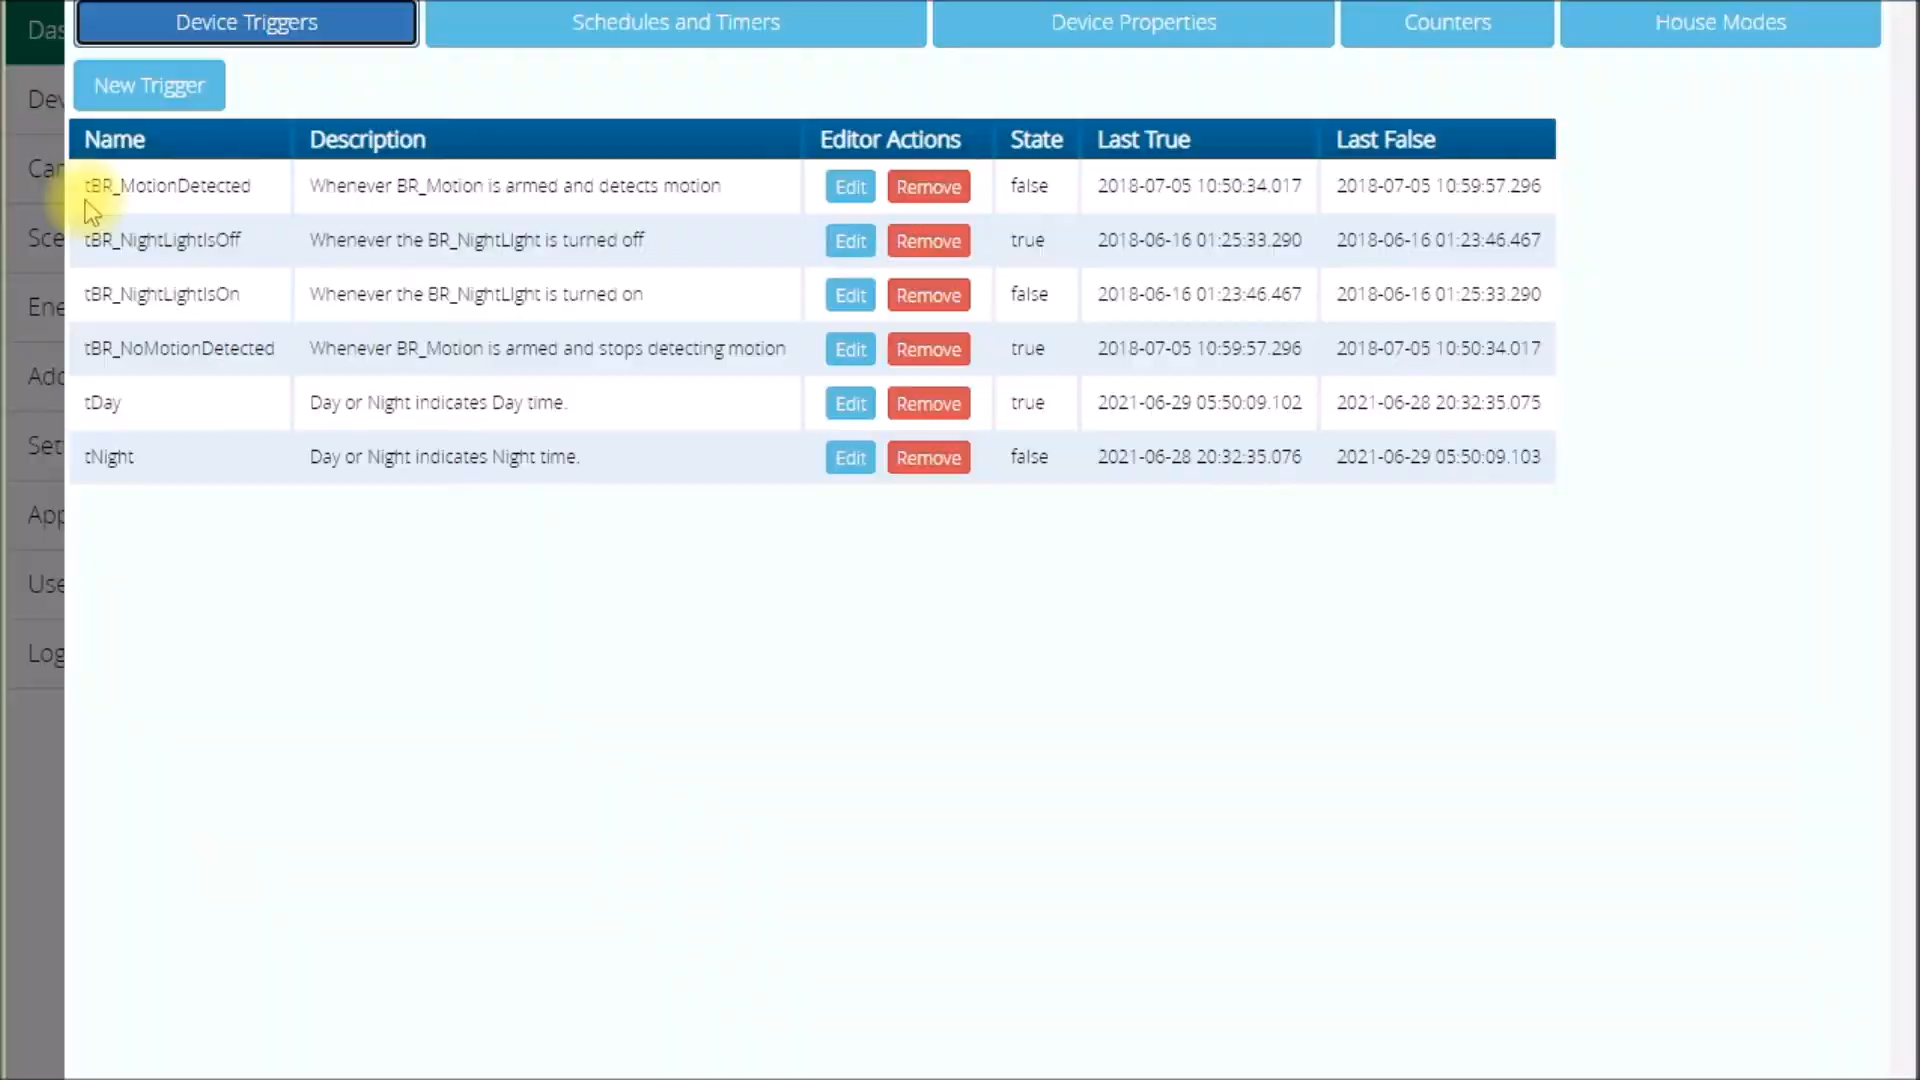 Device Triggers Schedules and Timers Device Properties Counters House Modes
New Trigger
Name Description Editor Actions State Last True Last False
tBR_MotionDetected Whenever BR_Motion is armed and detects motion Edit Remove false 2018-07-05 10:50:34.017 2018-07-05 10:59:57.296
tBR_NightLightIsOff Whenever the BR_NightLIght is turned off Edit Remove true 2018-06-16 01:25:33.290 2018-06-16 01:23:46.467
tBR_NightLightIsOn Whenever the BR_NightLIght is turned on Edit Remove false 2018-06-16 01:23:46.467 2018-06-16 01:25:33.290
tBR_NoMotionDetected Whenever BR_Motion is armed and stops detecting motion Edit Remove true 2018-07-05 10:59:57.296 2018-07-05 10:50:34.017
tDay Day or Night indicates Day time. Edit Remove true 2021-06-29 05:50:09.102 2021-06-28 20:32:35.075
tNight Day or Night indicates Night time. Edit Remove false 2021-06-28 20:32:35.076 2021-06-29 05:50:09.103